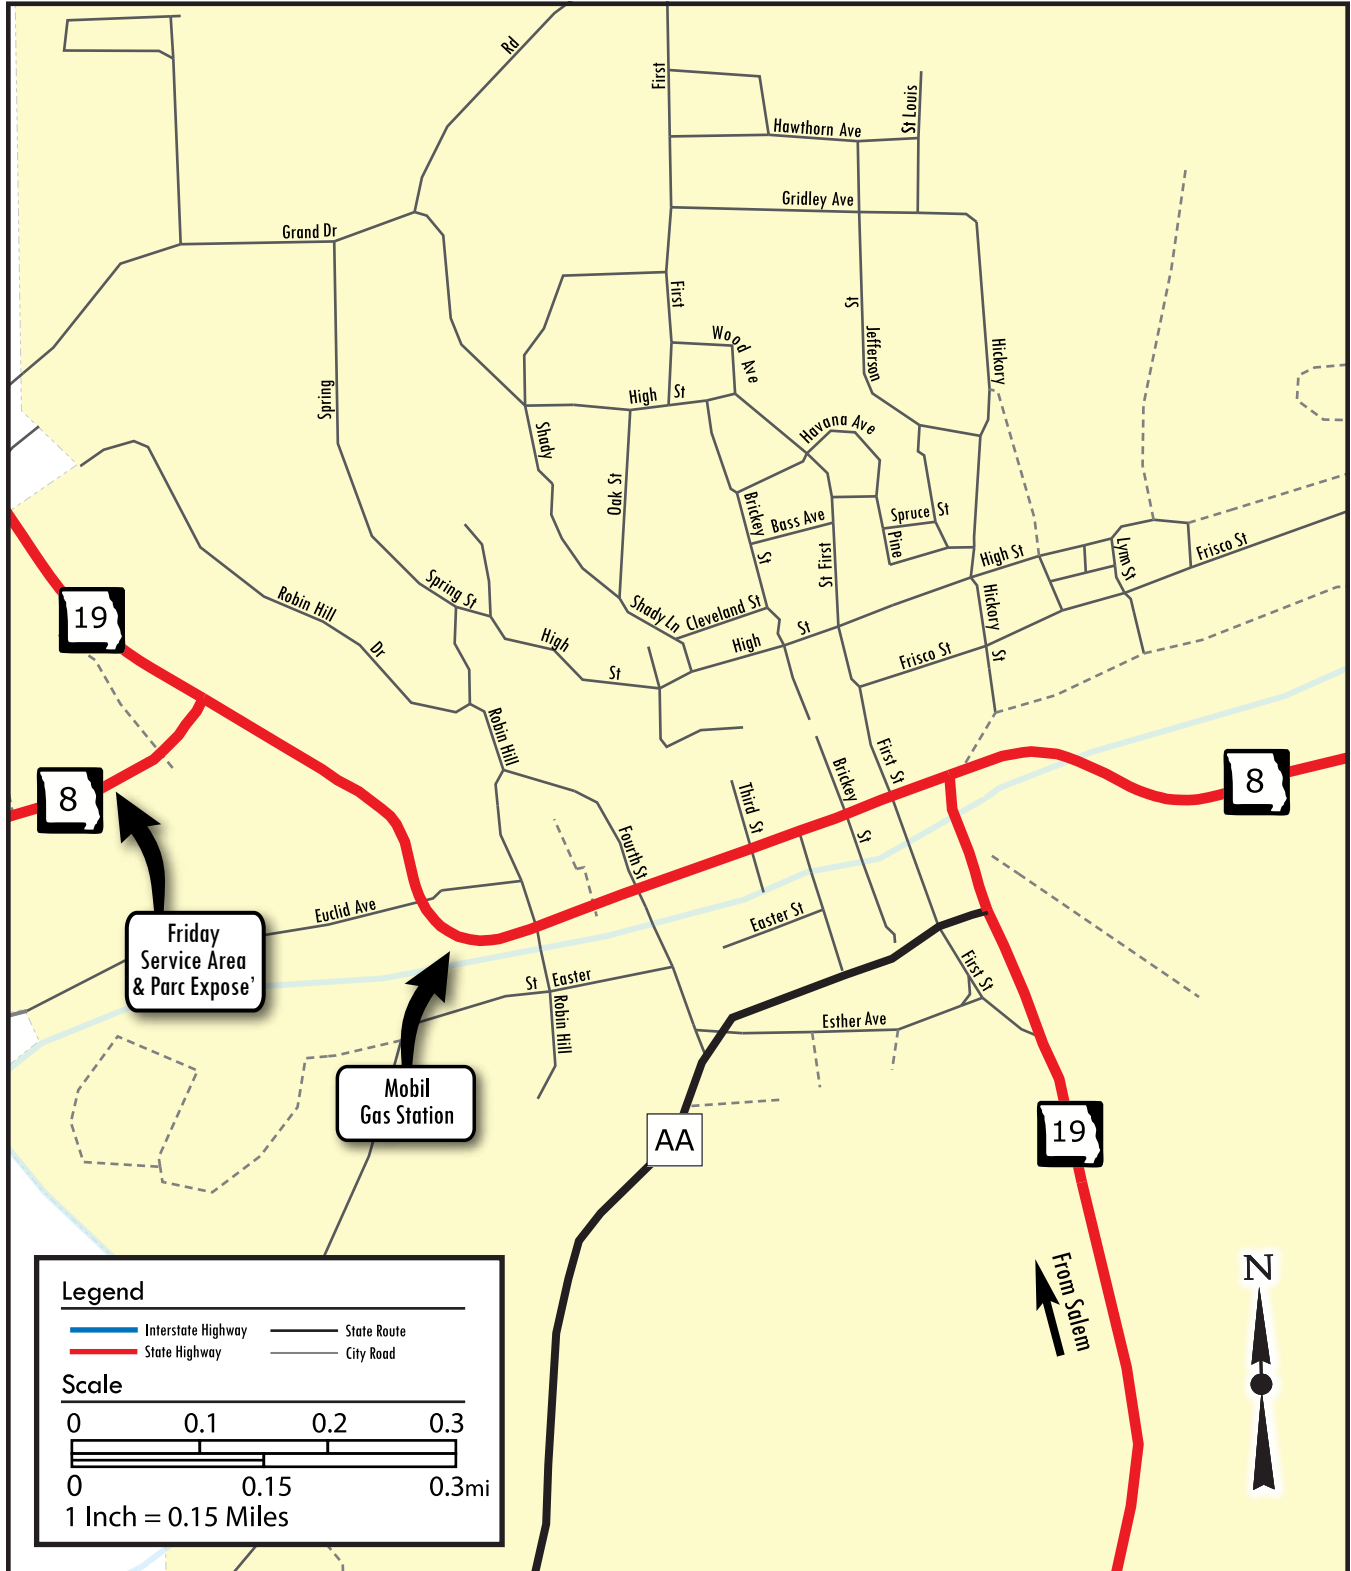 Rd
First
St Louis
Hawthorn Ave
Gridley Ave
Grand Dr
First
St
Wood Ave
Jefferson
Hickory
Spring
High St
Shady
Havana Ave
Oak St
Brickey
St
Bass Ave
Spruce St
Pine
St First
High St
Lynn St
Frisco St
19
Robin Hill
Dr
Spring St
Shady Ln
Cleveland St
Hickory
St
High
St
High
St
Frisco St
Robin Hill
First St
8
8
Third St
Brickey
St
Fourth St
Euclid Ave
Easter St
Friday
Service Area
& Parc Expose'
St Easter
First St
Robin Hill
Esther Ave
Mobil
Gas Station
AA
19
From Salem
N
Legend
Interstate Highway
State Route
State Highway
City Road
Scale
0 0.1 0.2 0.3
0 0.15 0.3mi
1 Inch = 0.15 Miles